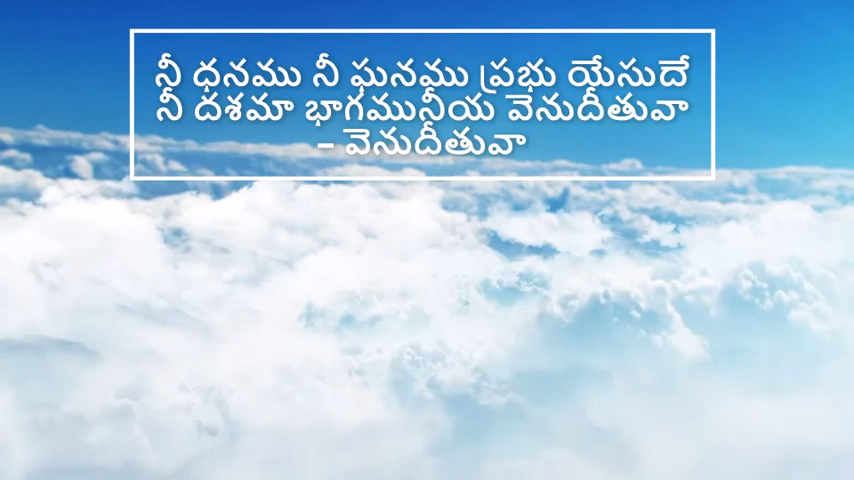 నీ ధనము నీ ఘనము ప్రభు యేసుదే
నీ దశమా భాగమునీయ వెనుదీతువా
– వెనుదీతువా